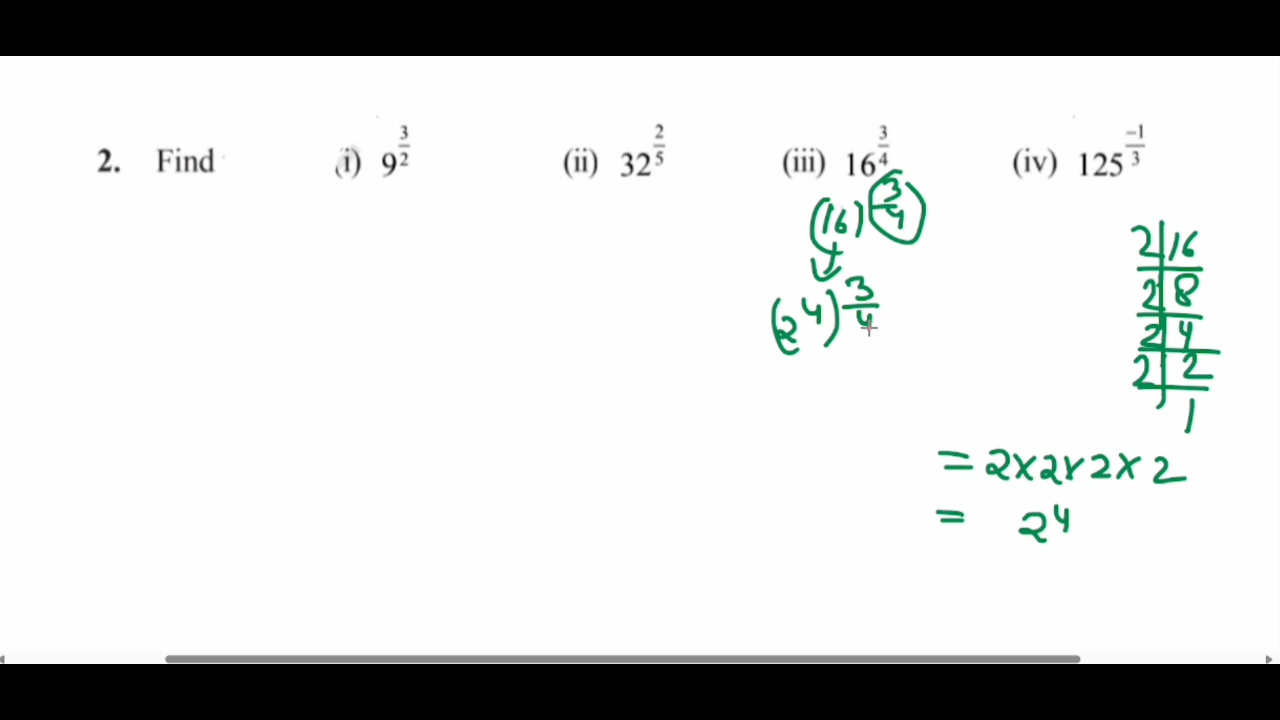 2. Find (i) 9^(3/2) (ii) 32^(2/5) (iii) 16^(3/4) (iv) 125^(-1/3)
(16)^(3/4)
(2^4)^(3/4)
2 | 16
2 | 8
2 | 4
2 | 2
1
= 2×2×2×2
= 2^4